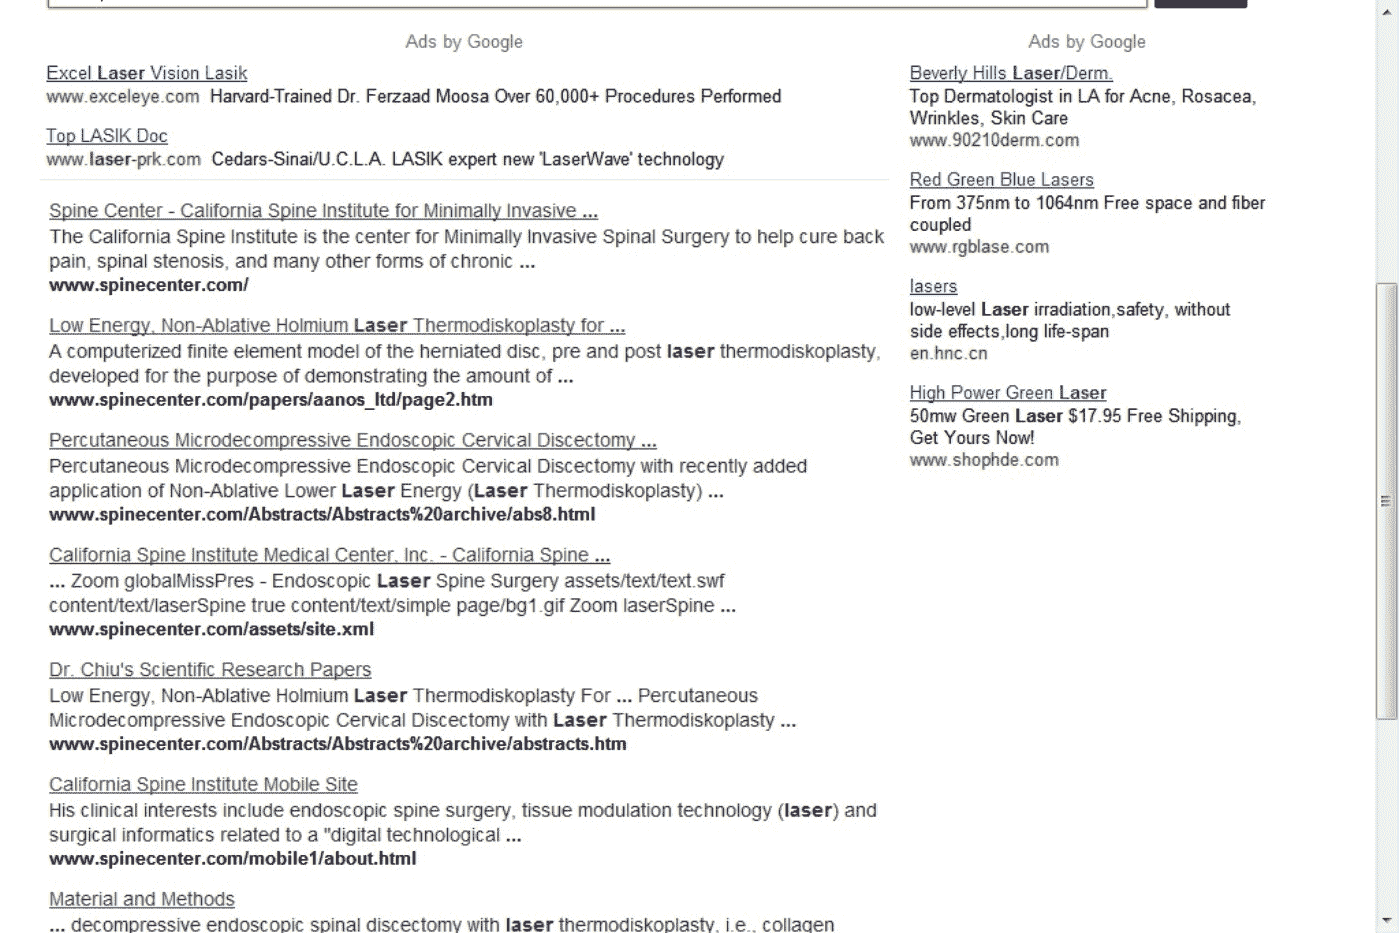 Ads by Google
Excel Laser Vision Lasik
www.exceleye.com Harvard-Trained Dr. Ferzaad Moosa Over 60,000+ Procedures Performed
Top LASIK Doc
www.laser-prk.com Cedars-Sinai/U.C.L.A. LASIK expert new 'LaserWave' technology
Spine Center - California Spine Institute for Minimally Invasive ...
The California Spine Institute is the center for Minimally Invasive Spinal Surgery to help cure back
pain, spinal stenosis, and many other forms of chronic ...
www.spinecenter.com/
Low Energy, Non-Ablative Holmium Laser Thermodiskoplasty for ...
A computerized finite element model of the herniated disc, pre and post laser thermodiskoplasty,
developed for the purpose of demonstrating the amount of ...
www.spinecenter.com/papers/aanos_ltd/page2.htm
Percutaneous Microdecompressive Endoscopic Cervical Discectomy ...
Percutaneous Microdecompressive Endoscopic Cervical Discectomy with recently added
application of Non-Ablative Lower Laser Energy (Laser Thermodiskoplasty) ...
www.spinecenter.com/Abstracts/Abstracts%20archive/abs8.html
California Spine Institute Medical Center, Inc. - California Spine ...
... Zoom globalMissPres - Endoscopic Laser Spine Surgery assets/text/text.swf
content/text/laserSpine true content/text/simple page/bg1.gif Zoom laserSpine ...
www.spinecenter.com/assets/site.xml
Dr. Chiu's Scientific Research Papers
Low Energy, Non-Ablative Holmium Laser Thermodiskoplasty For ... Percutaneous
Microdecompressive Endoscopic Cervical Discectomy with Laser Thermodiskoplasty ...
www.spinecenter.com/Abstracts/Abstracts%20archive/abstracts.htm
California Spine Institute Mobile Site
His clinical interests include endoscopic spine surgery, tissue modulation technology (laser) and
surgical informatics related to a "digital technological ...
www.spinecenter.com/mobile1/about.html
Material and Methods
... decompressive endoscopic spinal discectomy with laser thermodiskoplasty, i.e., collagen
Ads by Google
Beverly Hills Laser/Derm.
Top Dermatologist in LA for Acne, Rosacea,
Wrinkles, Skin Care
www.90210derm.com
Red Green Blue Lasers
From 375nm to 1064nm Free space and fiber
coupled
www.rgblase.com
lasers
low-level Laser irradiation,safety, without
side effects,long life-span
en.hnc.cn
High Power Green Laser
50mw Green Laser $17.95 Free Shipping,
Get Yours Now!
www.shophde.com